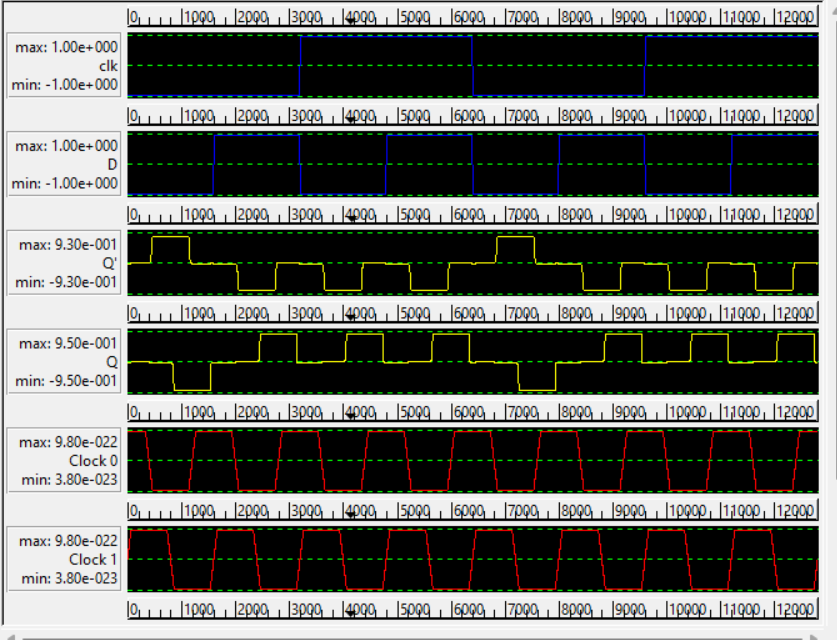 0 1000 2000 3000 4000 5000 6000 7000 8000 9000 10000 11000 12000
max: 1.00e+000
clk
min: -1.00e+000
0 1000 2000 3000 4000 5000 6000 7000 8000 9000 10000 11000 12000
max: 1.00e+000
D
min: -1.00e+000
0 1000 2000 3000 4000 5000 6000 7000 8000 9000 10000 11000 12000
max: 9.30e-001
Q'
min: -9.30e-001
0 1000 2000 3000 4000 5000 6000 7000 8000 9000 10000 11000 12000
max: 9.50e-001
Q
min: -9.50e-001
0 1000 2000 3000 4000 5000 6000 7000 8000 9000 10000 11000 12000
max: 9.80e-022
Clock 0
min: 3.80e-023
0 1000 2000 3000 4000 5000 6000 7000 8000 9000 10000 11000 12000
max: 9.80e-022
Clock 1
min: 3.80e-023
0 1000 2000 3000 4000 5000 6000 7000 8000 9000 10000 11000 12000